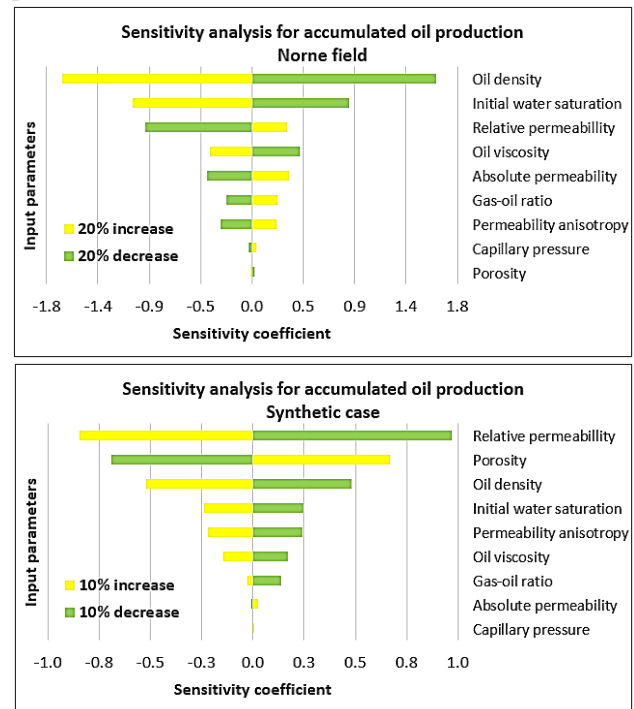 Sensitivity analysis for accumulated oil production
Norne field
Oil density
Initial water saturation
Relative permeabillity
Oil viscosity
Absolute permeability
Gas-oil ratio
Permeability anisotropy
Capillary pressure
Porosity
Input parameters
20% increase
20% decrease
-1.8 -1.4 -0.9 -0.5 0.0 0.5 0.9 1.4 1.8
Sensitivity coefficient
Sensitivity analysis for accumulated oil production
Synthetic case
Relative permeabillity
Porosity
Oil density
Initial water saturation
Permeability anisotropy
Oil viscosity
Gas-oil ratio
Absolute permeability
Capillary pressure
Input parameters
10% increase
10% decrease
-1.0 -0.8 -0.5 -0.3 0.0 0.3 0.5 0.8 1.0
Sensitivity coefficient